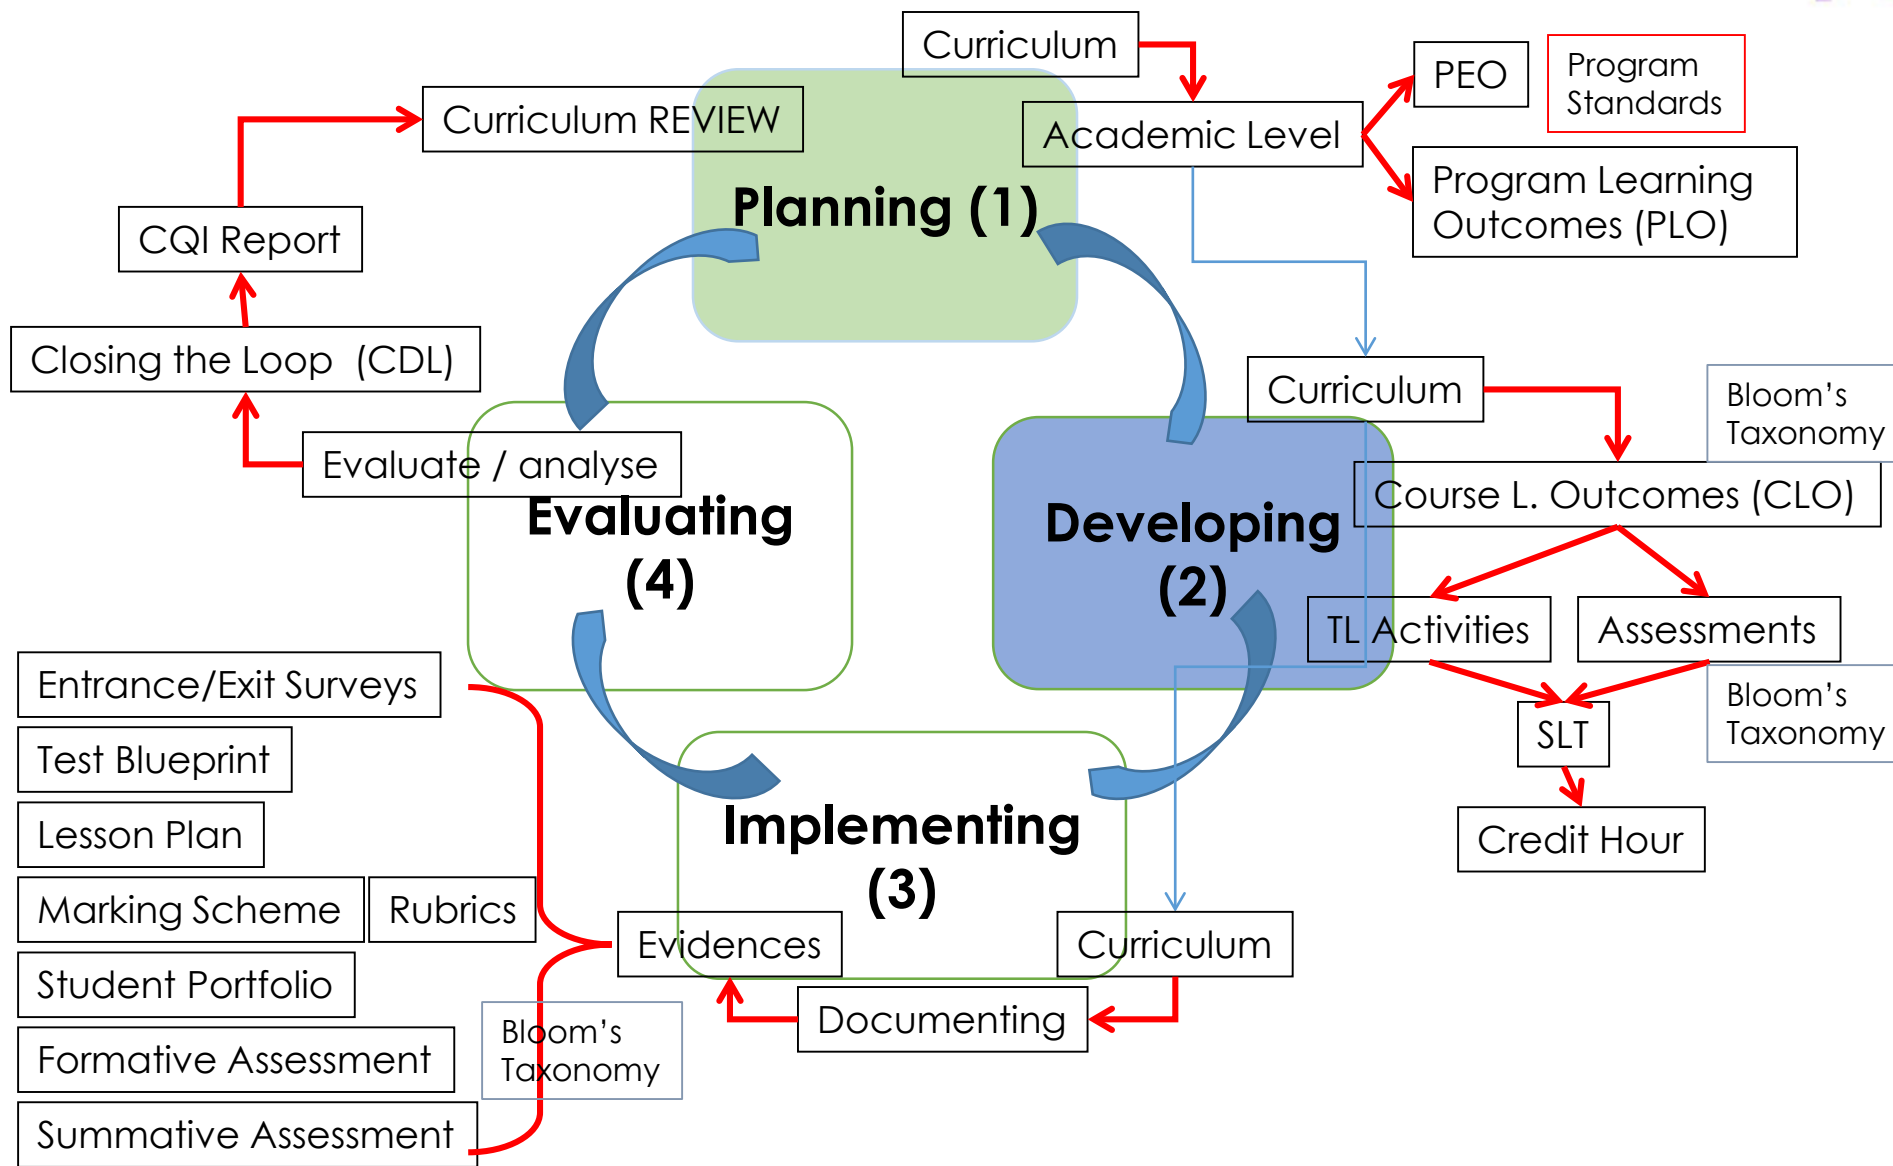 Curriculum
PEO
Program
Standards
Curriculum REVIEW
Academic Level
Program Learning
Outcomes (PLO)
Planning (1)
CQI Report
Closing the Loop  (CDL)
Curriculum
Bloom’s
Taxonomy
Evaluate / analyse
Course L. Outcomes (CLO)
Evaluating
(4)
Developing
(2)
TL Activities
Assessments
Entrance/Exit Surveys
Bloom’s
Taxonomy
SLT
Test Blueprint
Lesson Plan
Implementing
(3)
Credit Hour
Marking Scheme
Rubrics
Evidences
Curriculum
Student Portfolio
Documenting
Formative Assessment
Bloom’s
Taxonomy
Summative Assessment